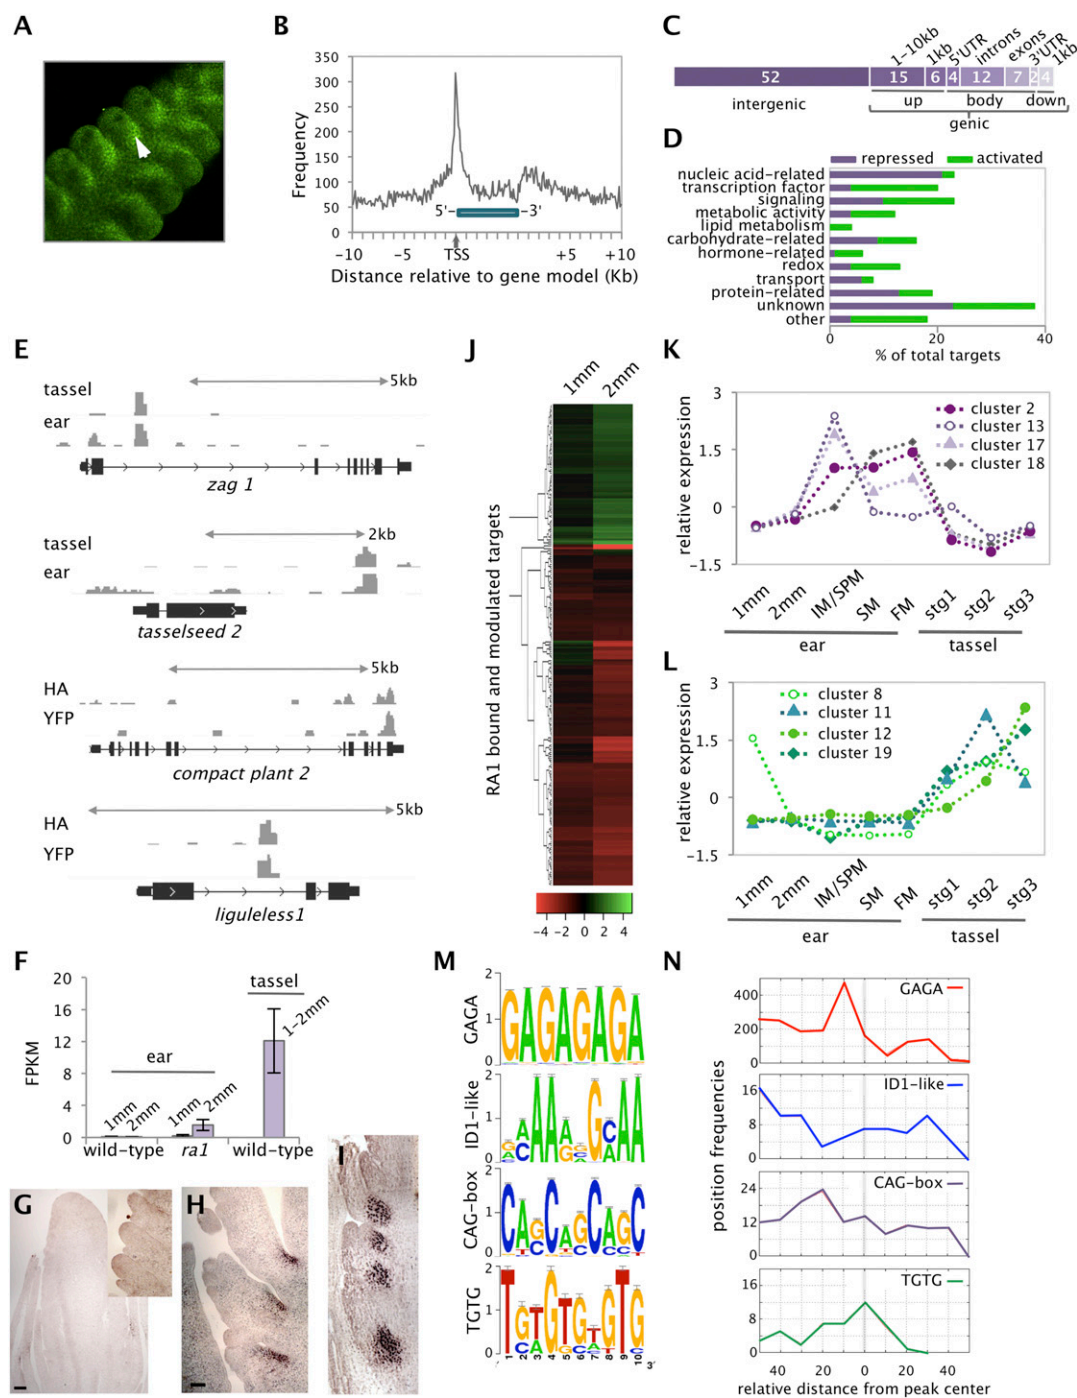 A
B
350
300
250
200
150
100
50
0
Frequency
5'
3'
-10
-5
TSS
+5
+10
Distance relative to gene model (Kb)
C
1-10kb
1kb
5'UTR
introns
exons
3'UTR
1kb
52
15
6
4
12
7
2
4
intergenic
up
body
down
genic
D
repressed
activated
nucleic acid-related
transcription factor
signaling
metabolic activity
lipid metabolism
carbohydrate-related
hormone-related
redox
transport
protein-related
unknown
other
0
20
40
% of total targets
E
5kb
tassel
ear
zag 1
2kb
tassel
ear
tasselseed 2
5kb
HA
YFP
compact plant 2
5kb
HA
YFP
liguleless1
J
1mm
2mm
RA1 bound and modulated targets
-4
-2
0
2
4
K
3
1.5
0
-1.5
relative expression
cluster 2
cluster 13
cluster 17
cluster 18
1mm
2mm
IM/SPM
SM
FM
stg1
stg2
stg3
ear
tassel
L
3
1.5
0
-1.5
relative expression
cluster 8
cluster 11
cluster 12
cluster 19
1mm
2mm
IM/SPM
SM
FM
stg1
stg2
stg3
ear
tassel
F
20
16
12
8
4
0
FPKM
tassel
1-2mm
ear
1mm
2mm
1mm
2mm
wild-type
ra1
wild-type
G
H
I
M
2
1
0
GAGA
GAGAGAGA
2
1
0
ID1-like
2
1
0
CAG-box
2
1
0
TGTG
1 2 3 4 5 6 7 8 9 10
3'
N
position frequencies
400
200
0
GAGA
16
8
0
ID1-like
24
12
0
CAG-box
16
8
0
TGTG
40
20
0
20
40
relative distance from peak center